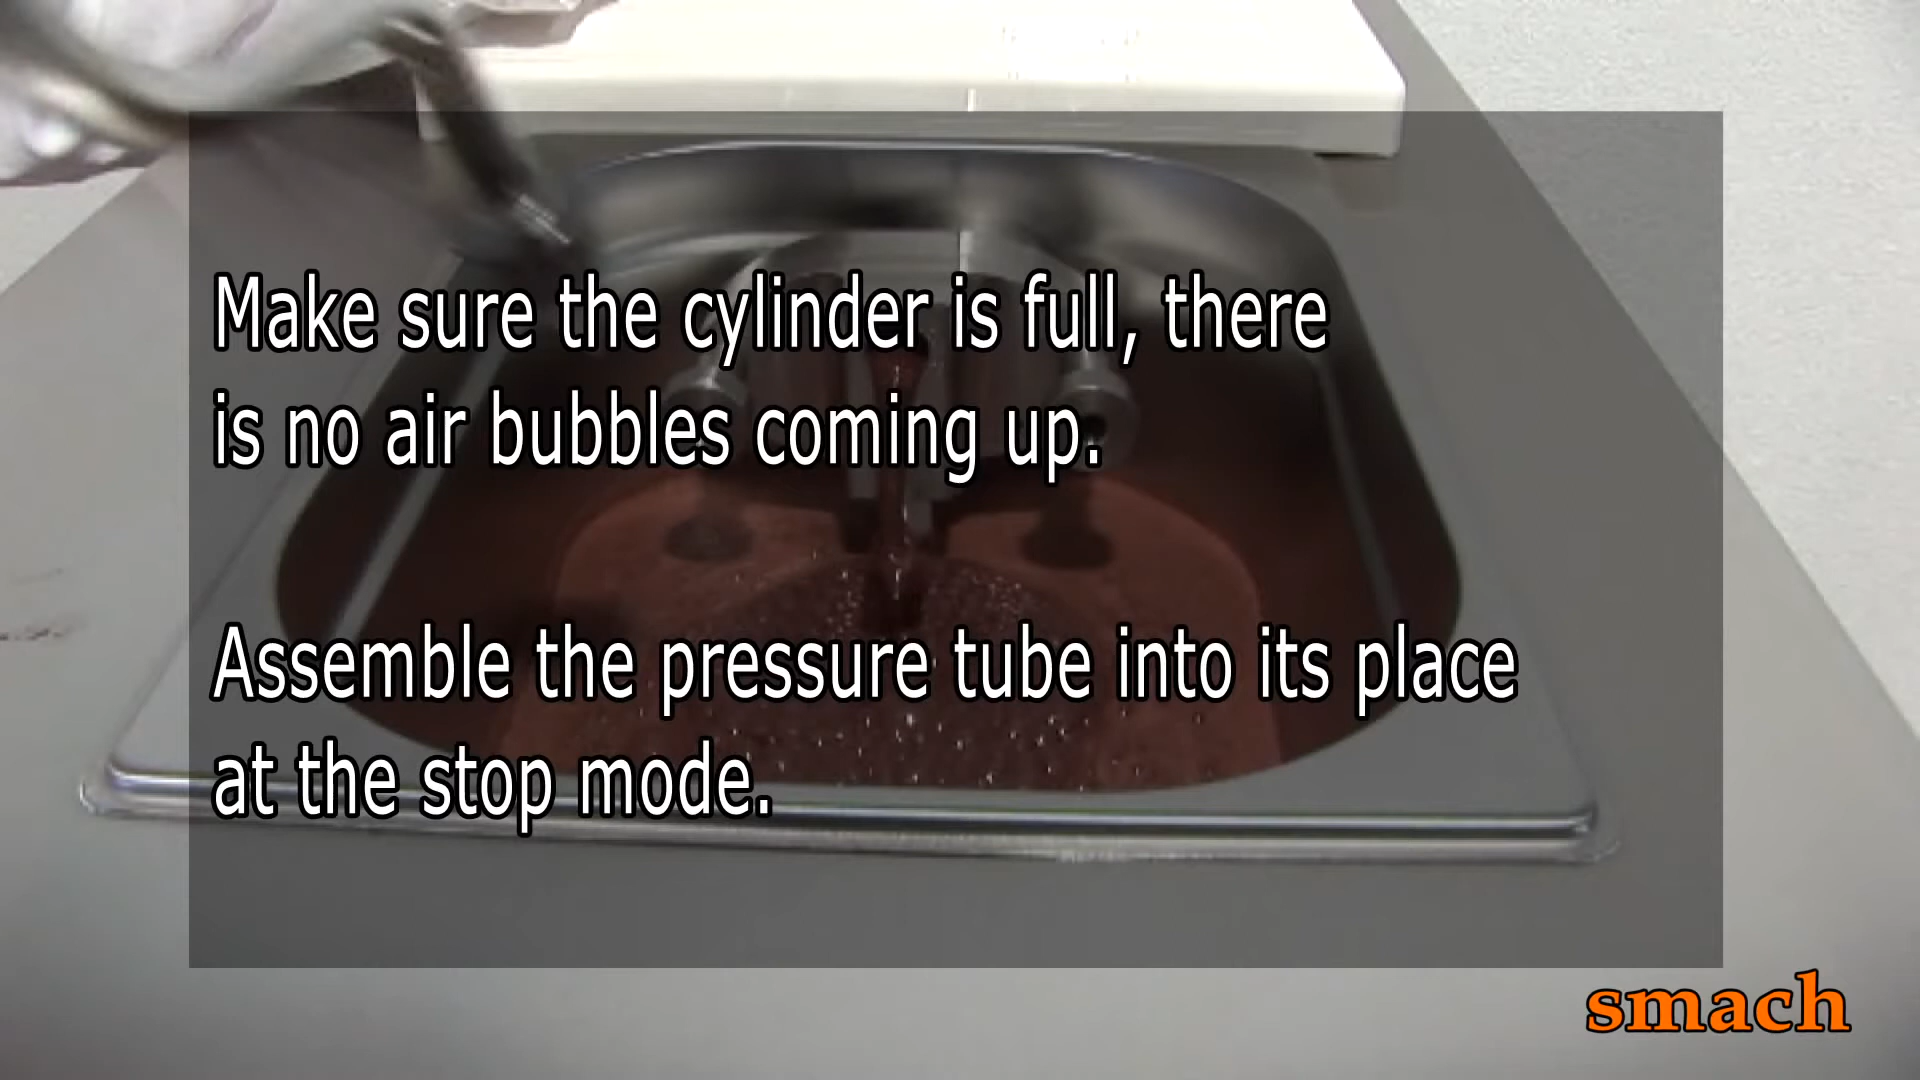 Make sure the cylinder is full, there
is no air bubbles coming up.
Assemble the pressure tube into its place
at the stop mode.
smach